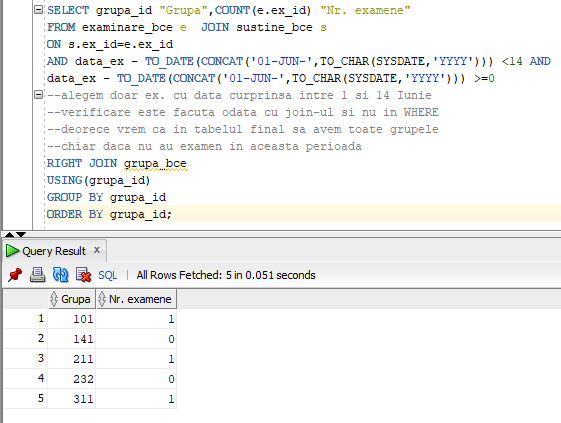 SELECT grupa_id "Grupa",COUNT(e.ex_id) "Nr. examene"
FROM examinare_bce e  JOIN sustine_bce s
ON s.ex_id=e.ex_id
AND data_ex - TO_DATE(CONCAT('01-JUN-',TO_CHAR(SYSDATE,'YYYY'))) <14 AND
data_ex - TO_DATE(CONCAT('01-JUN-',TO_CHAR(SYSDATE,'YYYY'))) >=0
--alegem doar ex. cu data curprinsa intre 1 si 14 Iunie
--verificare este facuta odata cu join-ul si nu in WHERE
--deorece vrem ca in tabelul final sa avem toate grupele
--chiar daca nu au examen in aceasta perioada
RIGHT JOIN grupa_bce
USING(grupa_id)
GROUP BY grupa_id
ORDER BY grupa_id;
Query Result x
SQL | All Rows Fetched: 5 in 0.051 seconds
Grupa Nr. examene
1 101 1
2 141 0
3 211 1
4 232 0
5 311 1